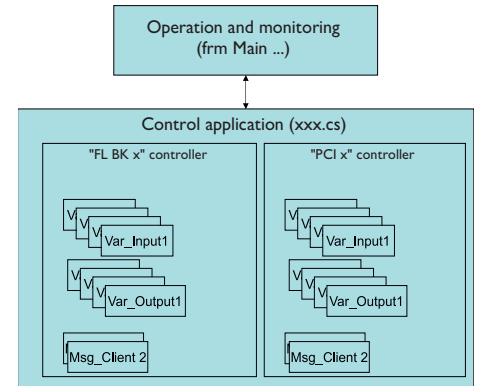 Operation and monitoring
(frm Main ...)
Control application (xxx.cs)
"FL BK x" controller
"PCI x" controller
Var_Input1
Var_Output1
Msg_Client 2
Var_Input1
Var_Output1
Msg_Client 2